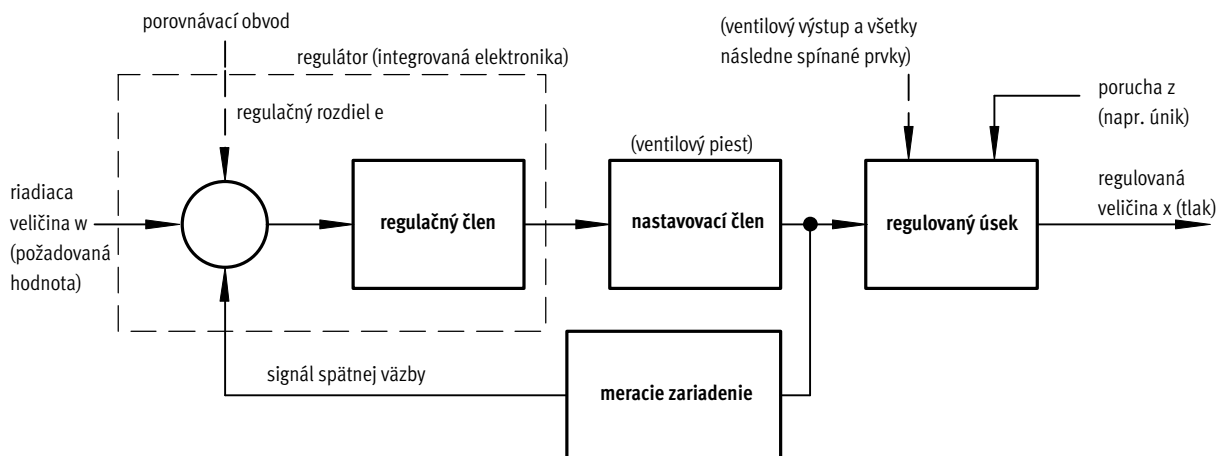 porovnávací obvod
regulátor (integrovaná elektronika)
(ventilový výstup a všetky
následne spínané prvky)
porucha z
(napr. únik)
regulačný rozdiel e
(ventilový piest)
riadiaca
veličina w
(požadovaná
hodnota)
regulačný člen
nastavovací člen
regulovaný úsek
regulovaná
veličina x (tlak)
signál spätnej väzby
meracie zariadenie